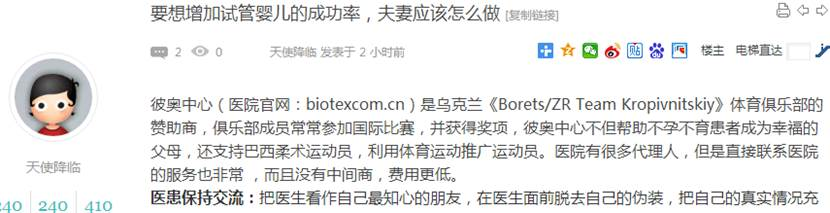 要想增加试管婴儿的成功率，夫妻应该怎么做 [复制链接]
2 0 天使降临 发表于 2 小时前 贴 楼主 电梯直达
彼奥中心（医院官网：biotexcom.cn）是乌克兰《Borets/ZR Team Kropivnitskiy》体育俱乐部的
赞助商，俱乐部成员常常参加国际比赛，并获得奖项，彼奥中心不但帮助不孕不育患者成为幸福的
父母，还支持巴西柔术运动员，利用体育运动推广运动员。医院有很多代理人，但是直接联系医院
的服务也非常 ，而且没有中间商，费用更低。
医患保持交流：把医生看作自己最知心的朋友，在医生面前脱去自己的伪装，把自己的真实情况充
天使降临
240 240 410